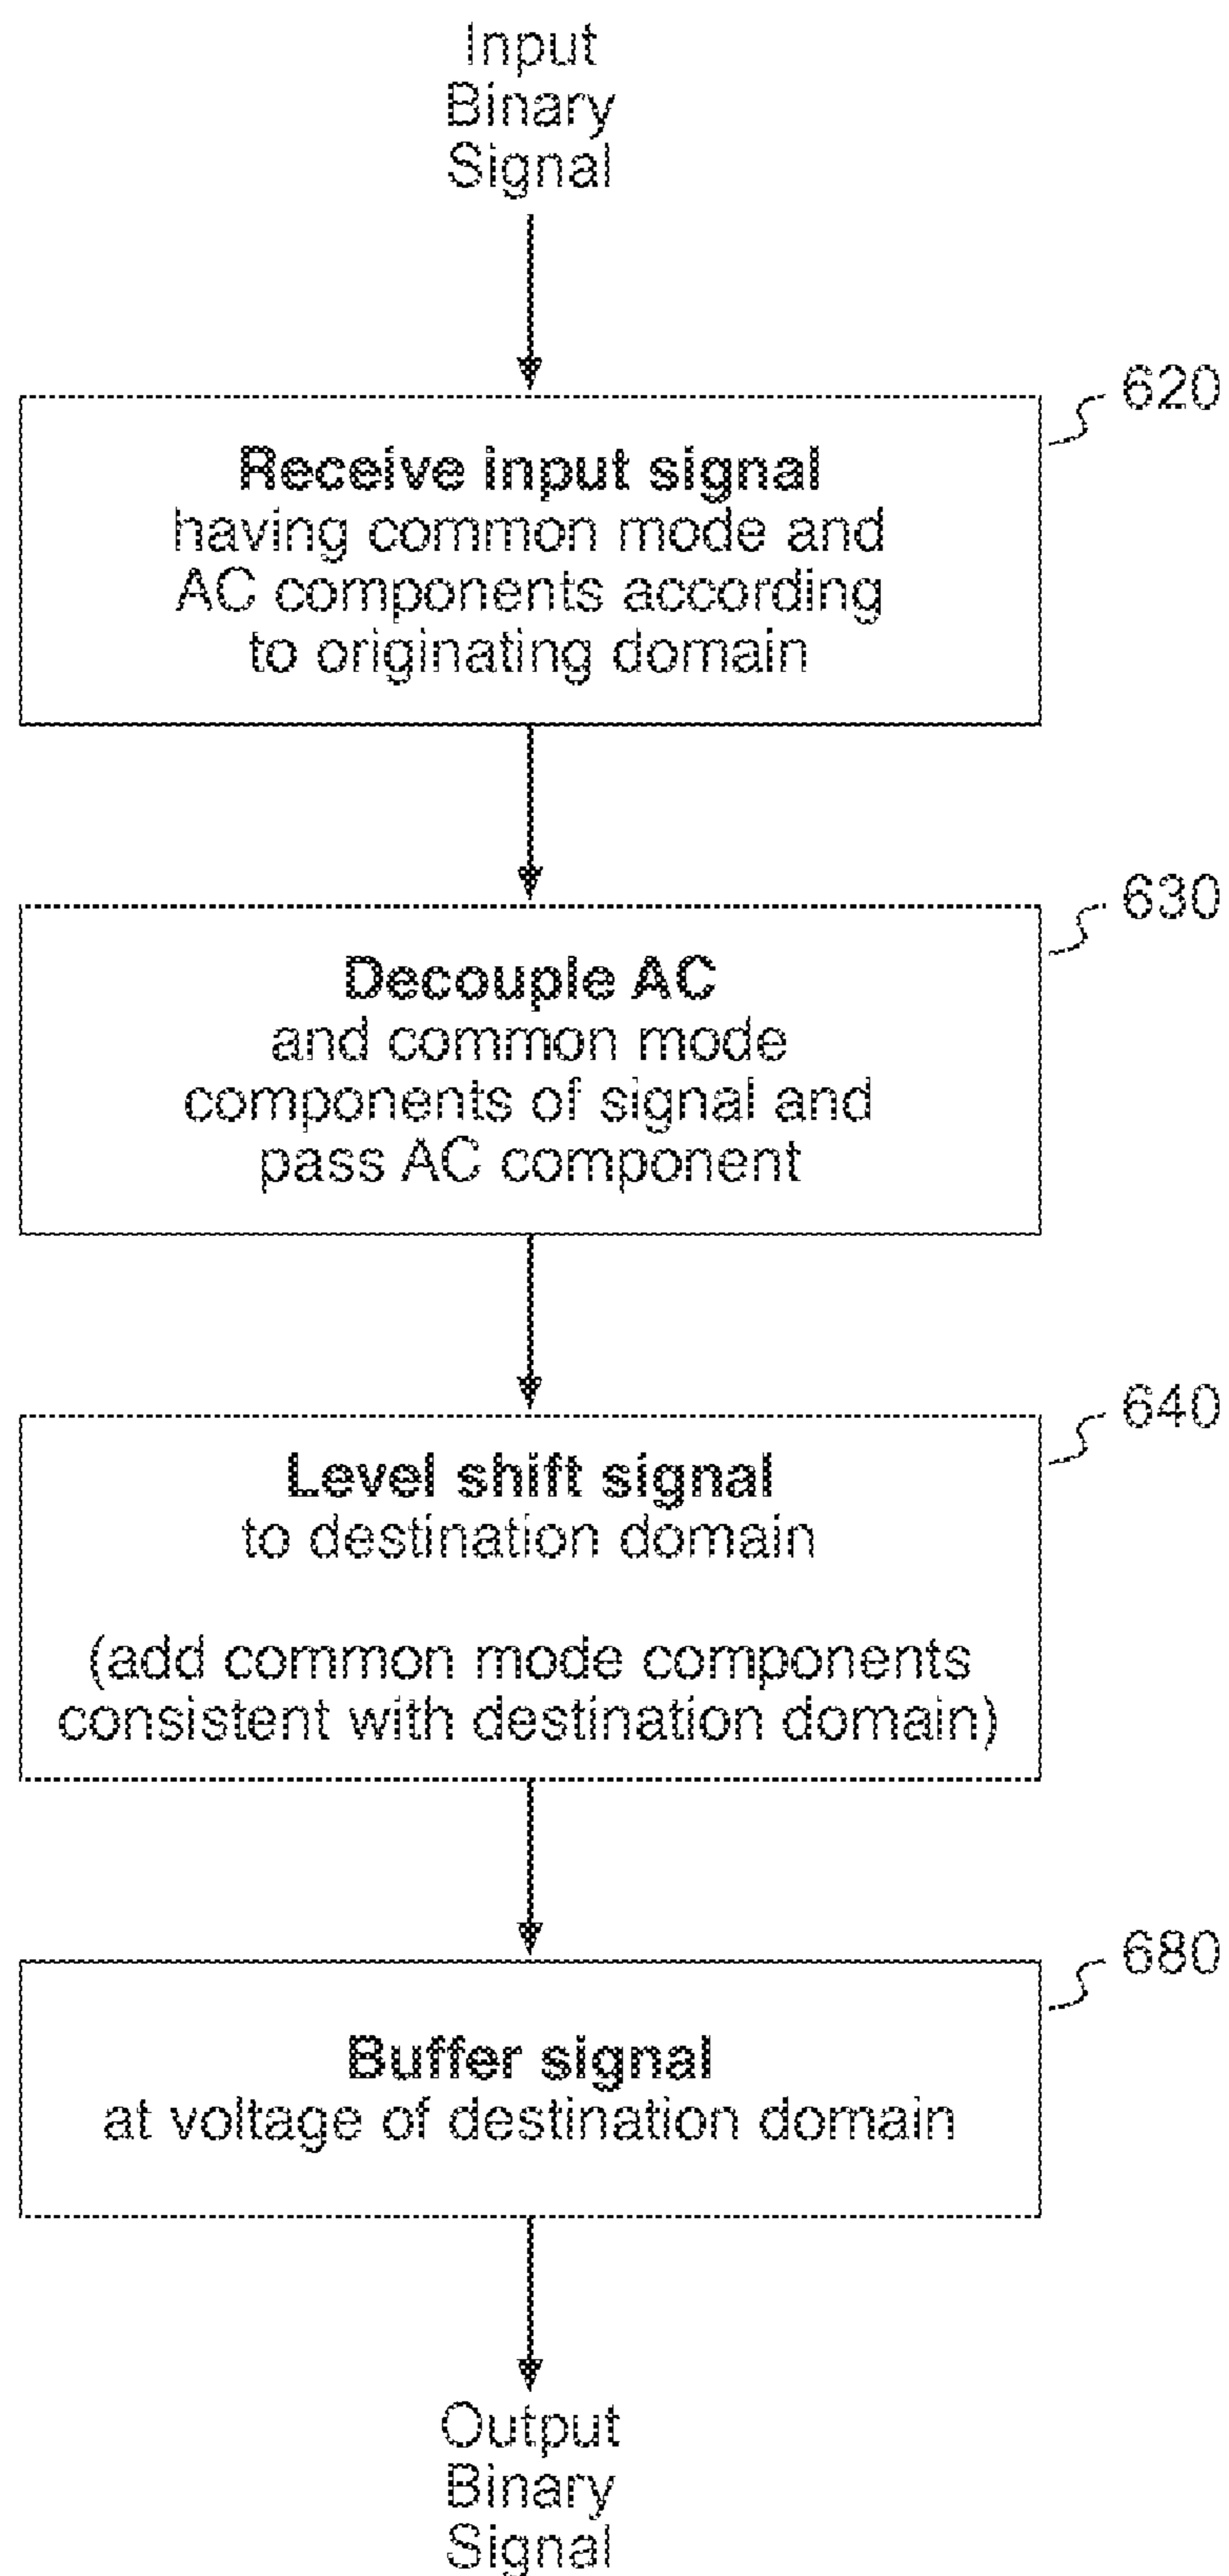 Input
Binary
Signal
620
Receive input signal
having common mode and
AC components according
to originating domain
630
Decouple AC
and common mode
components of signal and
pass AC component
640
Level shift signal
to destination domain
(add common mode components
consistent with destination domain)
680
Buffer signal
at voltage of destination domain
Output
Binary
Signal